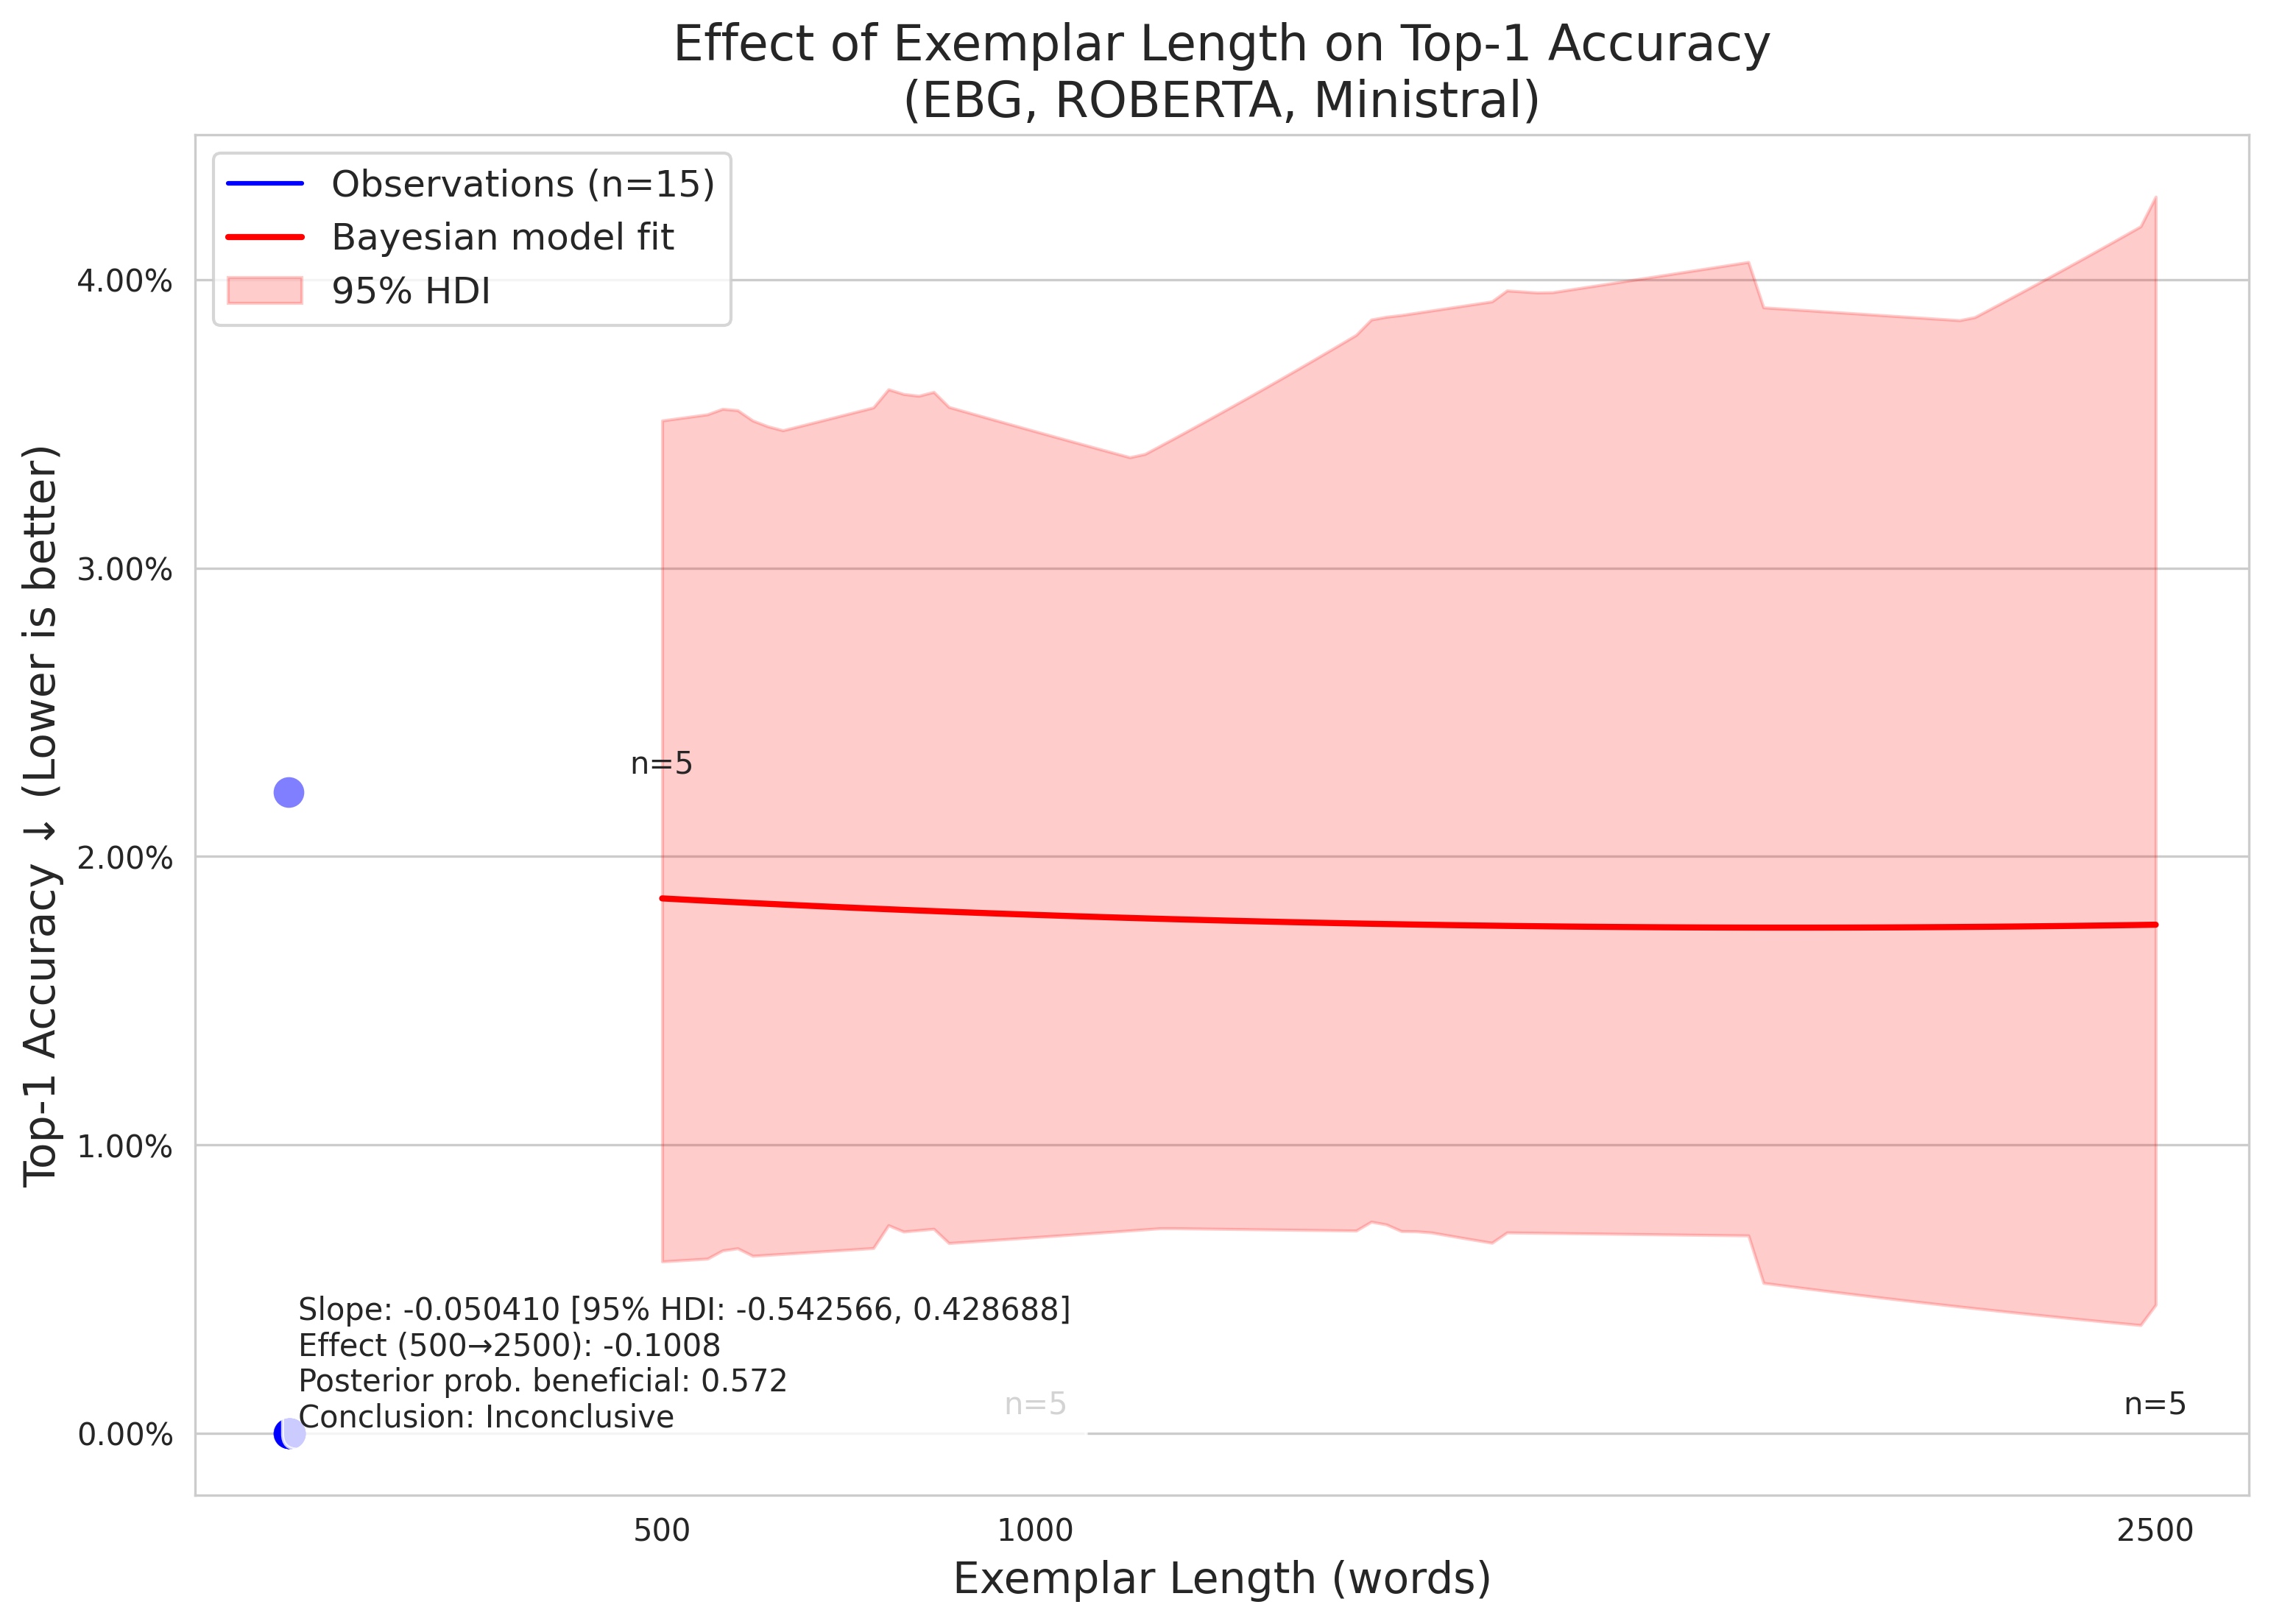 Effect of Exemplar Length on Top-1 Accuracy
(EBG, ROBERTA, Ministral)
Observations (n=15)
Bayesian model fit
95% HDI
Top-1 Accuracy ↓ (Lower is better)
4.00%
3.00%
2.00%
1.00%
0.00%
n=5
n=5
n=5
Slope: -0.050410 [95% HDI: -0.542566, 0.428688]
Effect (500→2500): -0.1008
Posterior prob. beneficial: 0.572
Conclusion: Inconclusive
500
1000
2500
Exemplar Length (words)